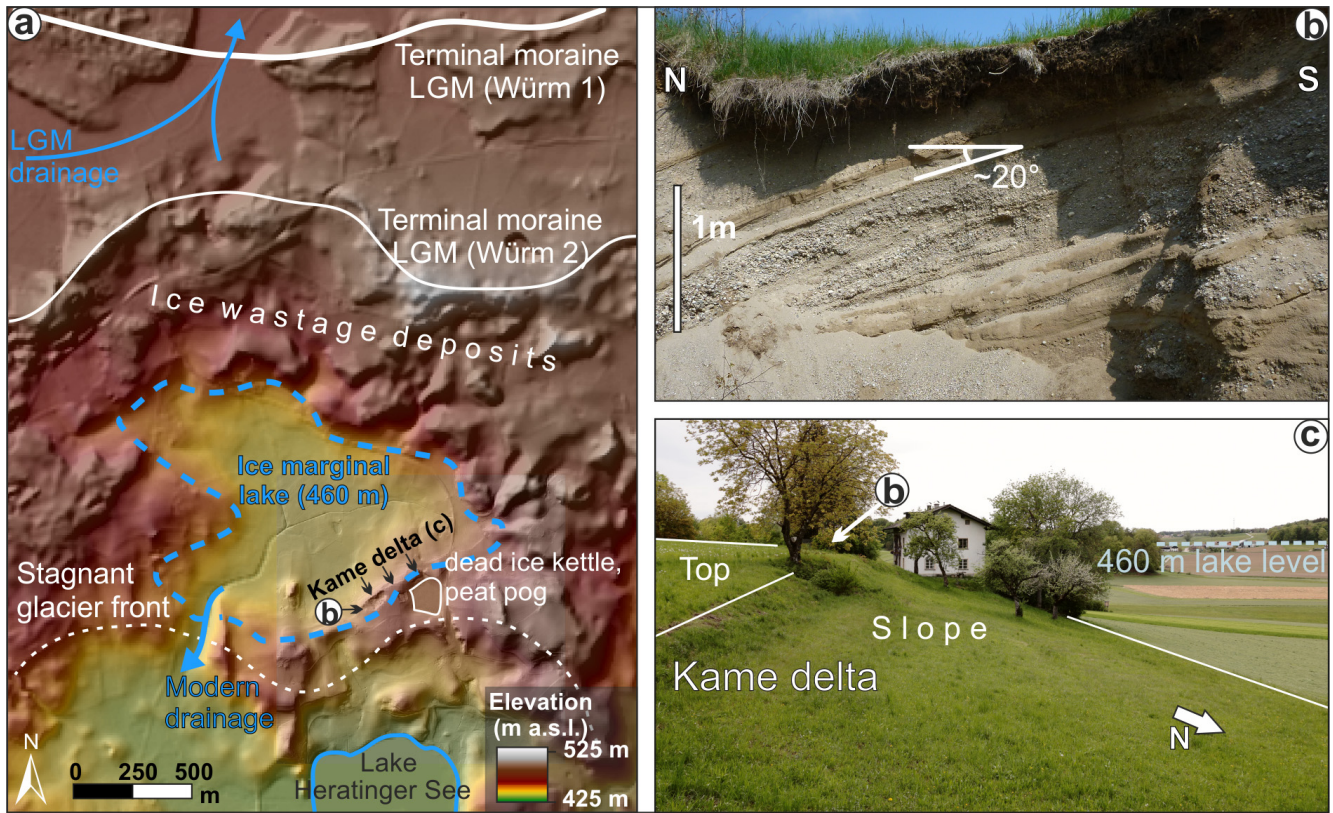 a
Terminal moraine
LGM (Würm 1)
LGM
drainage
Terminal moraine
LGM (Würm 2)
Ice wastage deposits
Ice marginal
lake (460 m)
Kame delta (c)
b
dead ice kettle,
peat pog
Stagnant
glacier front
Modern
drainage
N
0 250 500
m
Lake
Heratinger See
Elevation
(m a.s.l.)
525 m
425 m
b
N
S
~20°
1m
c
b
Top
460 m lake level
Slope
Kame delta
N